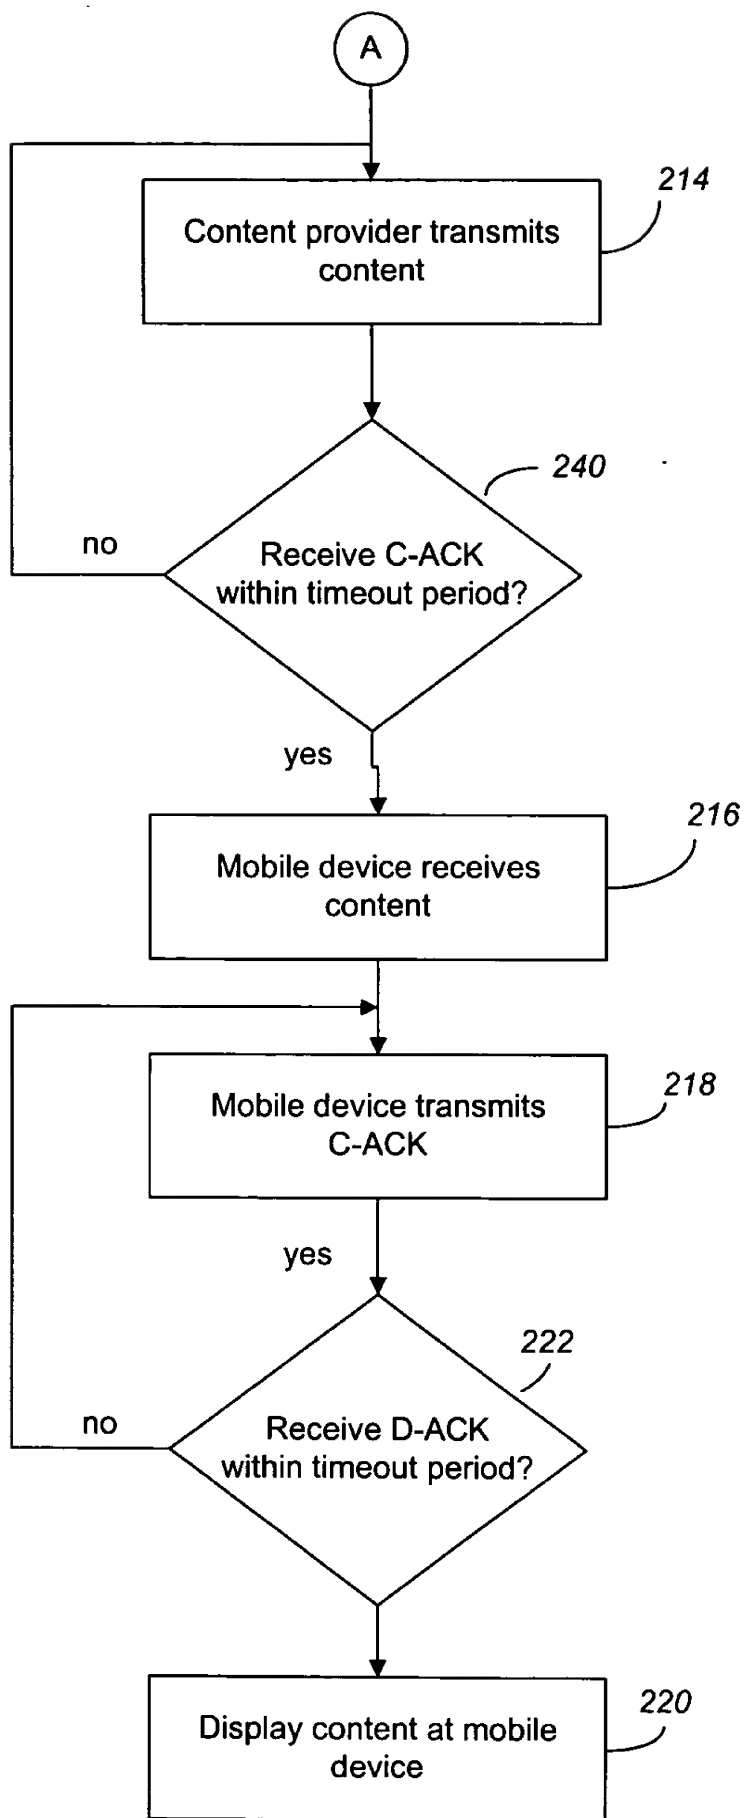 A
214
Content provider transmits
content
240
no
Receive C-ACK
within timeout period?
yes
216
Mobile device receives
content
218
Mobile device transmits
C-ACK
yes
222
no
Receive D-ACK
within timeout period?
220
Display content at mobile
device